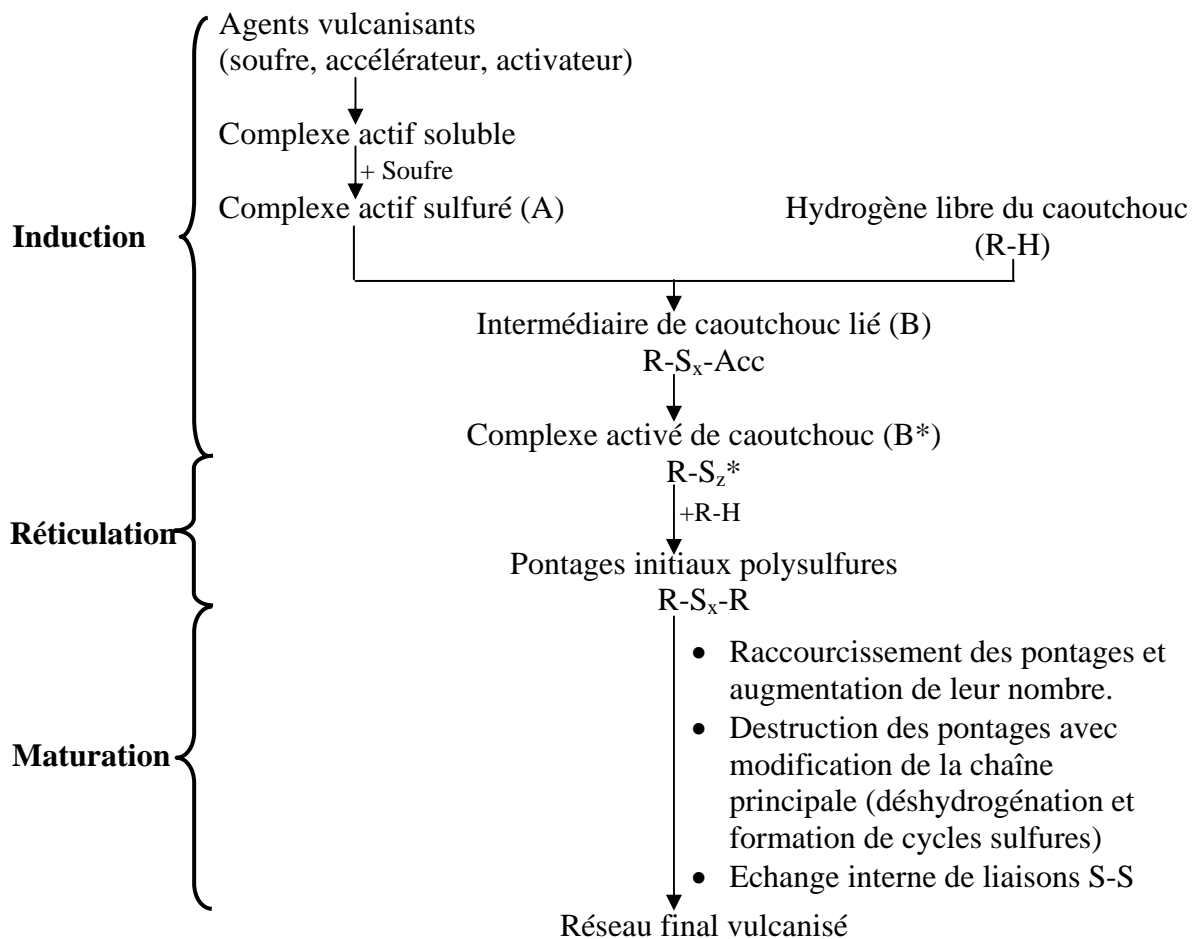 Agents vulcanisants
(soufre, accélérateur, activateur)
Complexe actif soluble
+ Soufre
Complexe actif sulfuré (A)
Hydrogène libre du caoutchouc
(R-H)
Induction
Intermédiaire de caoutchouc lié (B)
R-Sx-Acc
Complexe activé de caoutchouc (B*)
R-Sz*
+R-H
Réticulation
Pontages initiaux polysulfures
R-Sx-R
• Raccourcissement des pontages et
augmentation de leur nombre.
• Destruction des pontages avec
modification de la chaîne
principale (déshydrogénation et
formation de cycles sulfures)
• Echange interne de liaisons S-S
Maturation
Réseau final vulcanisé